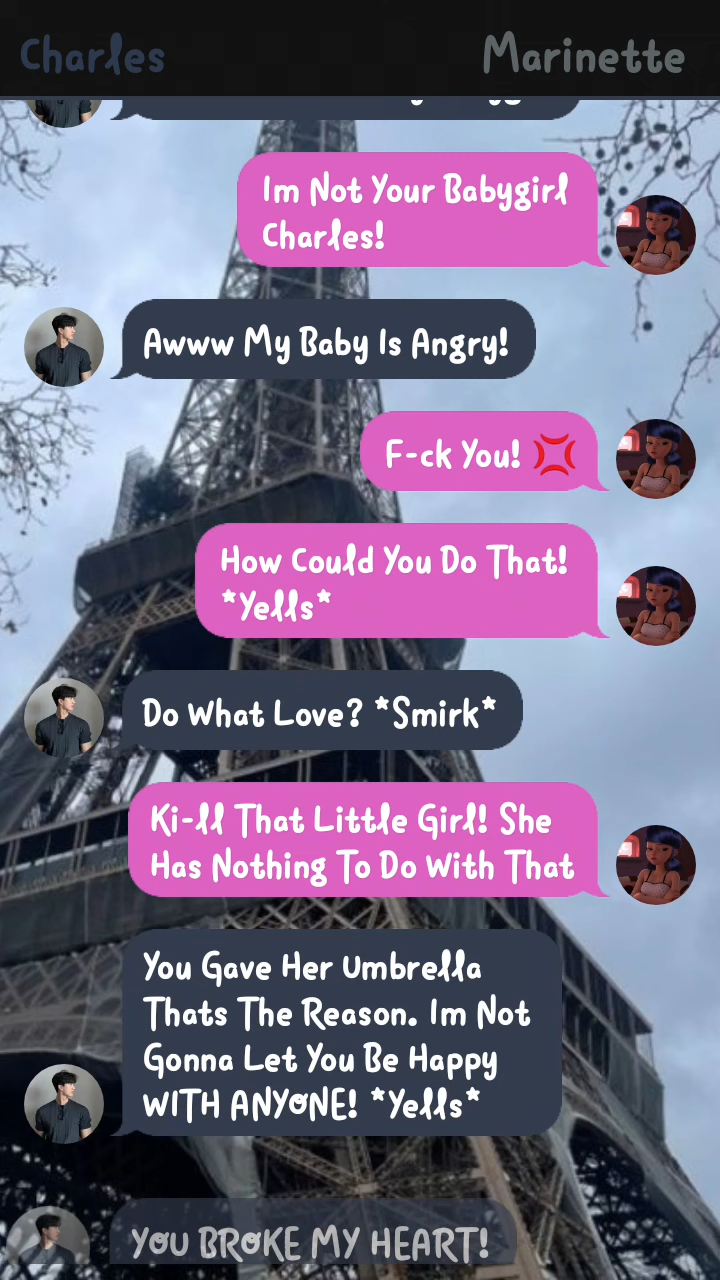 Charles
Marinette
Im Not Your Babygirl
Charles!
Awww My Baby Is Angry!
F-ck You! 💢
How Could You Do That!
*Yells*
Do What Love? *Smirk*
Ki-ll That Little Girl! She
Has Nothing To Do With That
You Gave Her Umbrella
Thats The Reason. Im Not
Gonna Let You Be Happy
WITH ANYONE! *Yells*
YOU BROKE MY HEART!